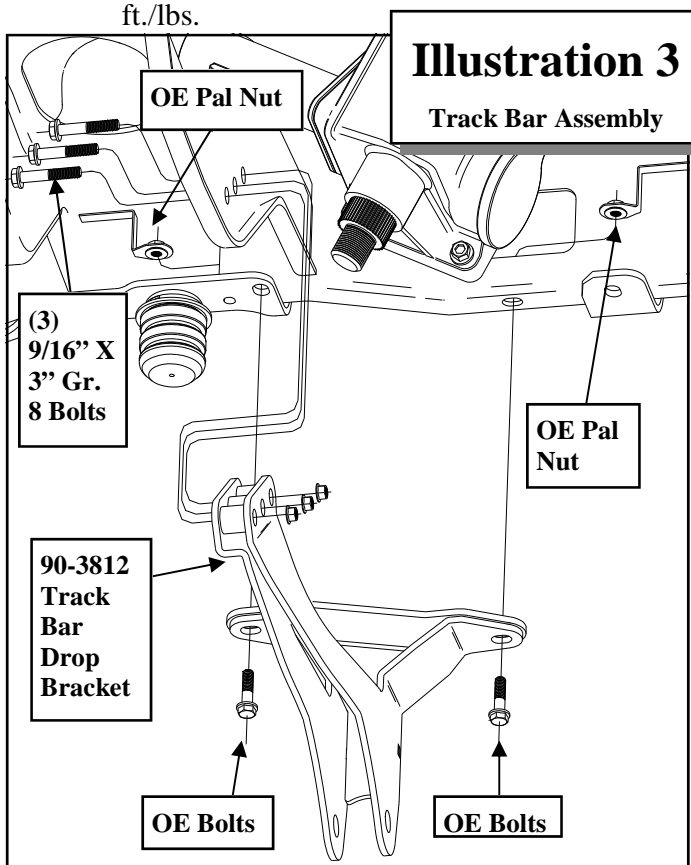 ft./lbs.
Illustration 3
Track Bar Assembly
OE Pal Nut
(3)
9/16” X
3” Gr.
8 Bolts
OE Pal
Nut
90-3812
Track
Bar
Drop
Bracket
OE Bolts
OE Bolts